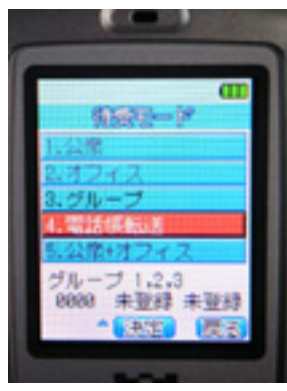 待受モード
1.公衆
2.オフィス
3.グループ
4.電話帳転送
5.公衆+オフィス
グループ 1,2,3
0000 未登録 未登録
決定 戻る